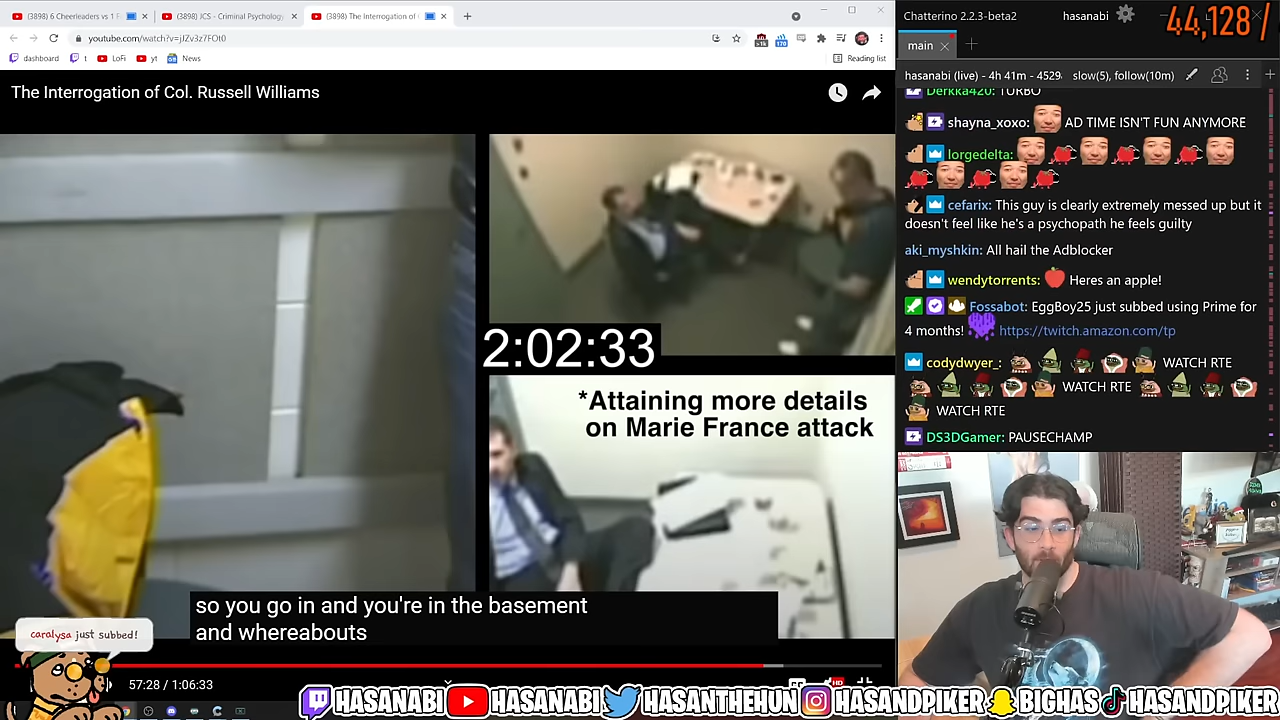 (3898) 6 Cheerleaders vs 1 F
(3898) JCS - Criminal Psychology
(3898) The Interrogation of
youtube.com/watch?v=jJZv3z7FOt0
dashboard
t
LoFi
yt
News
Reading list
The Interrogation of Col. Russell Williams
2:02:33
*Attaining more details
on Marie France attack
so you go in and you're in the basement
and whereabouts
caralysa just subbed!
57:28 / 1:06:33
Chatterino 2.2.3-beta2
hasanabi
44,128 /
main
hasanabi (live) - 4h 41m - 4529
slow(5), follow(10m)
Derkka420: TURBO
shayna_xoxo: AD TIME ISN'T FUN ANYMORE
lorgedelta:
cefarix: This guy is clearly extremely messed up but it
doesn't feel like he's a psychopath he feels guilty
aki_myshkin: All hail the Adblocker
wendytorrents: Heres an apple!
Fossabot: EggBoy25 just subbed using Prime for
4 months! https://twitch.amazon.com/tp
codydwyer_: WATCH RTE
WATCH RTE
WATCH RTE
DS3DGamer: PAUSECHAMP
HASANABI HASANABI HASANTHEHUN HASANDPIKER BIGHAS HASANDPIKER